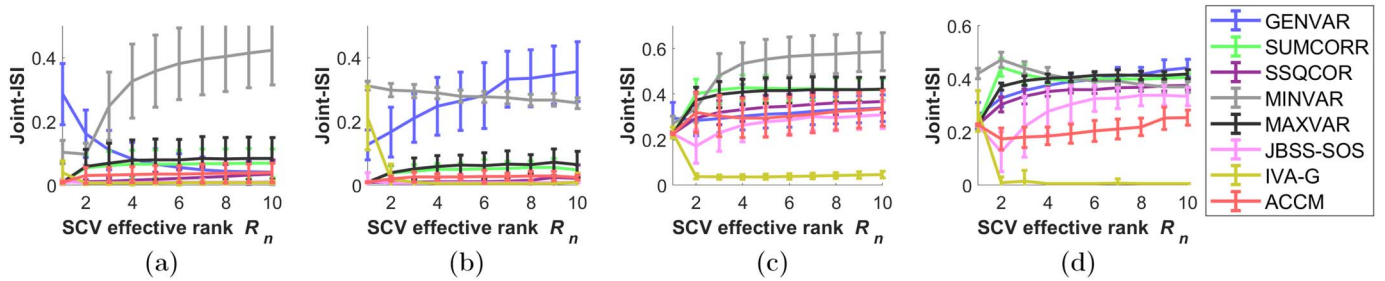 Joint-ISI
0.4
0.2
0
2 4 6 8 10
SCV effective rank R n
(a)
Joint-ISI
0.4
0.2
0
2 4 6 8 10
SCV effective rank R n
(b)
Joint-ISI
0.6
0.4
0.2
0
2 4 6 8 10
SCV effective rank R n
(c)
Joint-ISI
0.6
0.4
0.2
0
2 4 6 8 10
SCV effective rank R n
(d)
GENVAR
SUMCORR
SSQCOR
MINVAR
MAXVAR
JBSS-SOS
IVA-G
ACCM